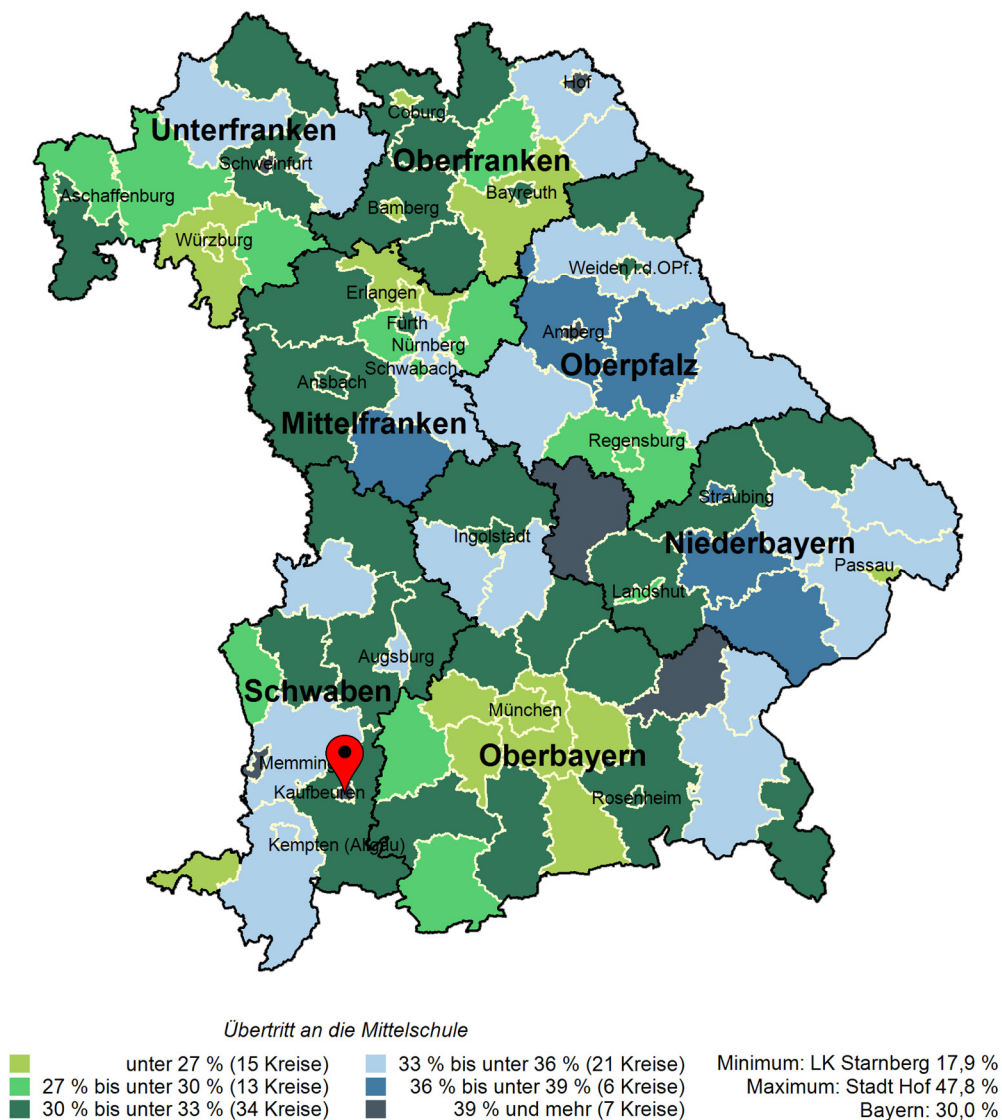 Hof
Coburg
Unterfranken
Schweinfurt
Oberfranken
Aschaffenburg
Bayreuth
Bamberg
Würzburg
Weiden i.d.OPf.
Erlangen
Fürth
Nürnberg
Amberg
Schwabach
Oberpfalz
Ansbach
Mittelfranken
Regensburg
Straubing
Ingolstadt
Niederbayern
Passau
Landshut
Augsburg
Schwaben
München
Oberbayern
Kaufbeuren
Rosenheim
Kempten (Allgäu)
Übertritt an die Mittelschule
unter 27 % (15 Kreise)
27 % bis unter 30 % (13 Kreise)
30 % bis unter 33 % (34 Kreise)
33 % bis unter 36 % (21 Kreise)
36 % bis unter 39 % (6 Kreise)
39 % und mehr (7 Kreise)
Minimum: LK Starnberg 17,9 %
Maximum: Stadt Hof 47,8 %
Bayern: 30,0 %